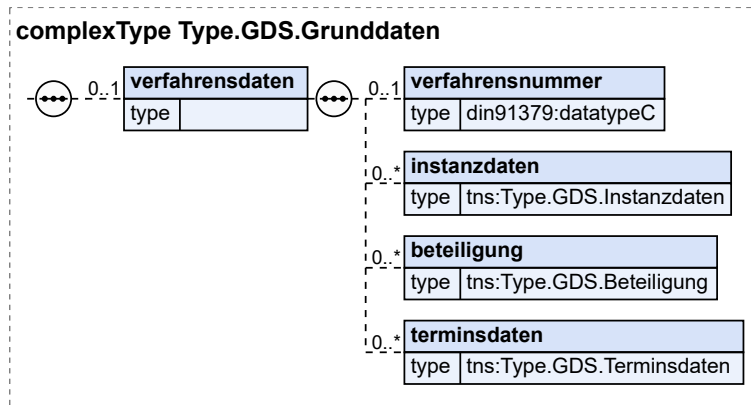 complexType Type.GDS.Grunddaten
0..1
verfahrensdaten
type
0..1
verfahrensnummer
type din91379:datatypeC
0..*
instanzdaten
type tns:Type.GDS.Instanzdaten
0..*
beteiligung
type tns:Type.GDS.Beteiligung
0..*
terminsdaten
type tns:Type.GDS.Terminsdaten